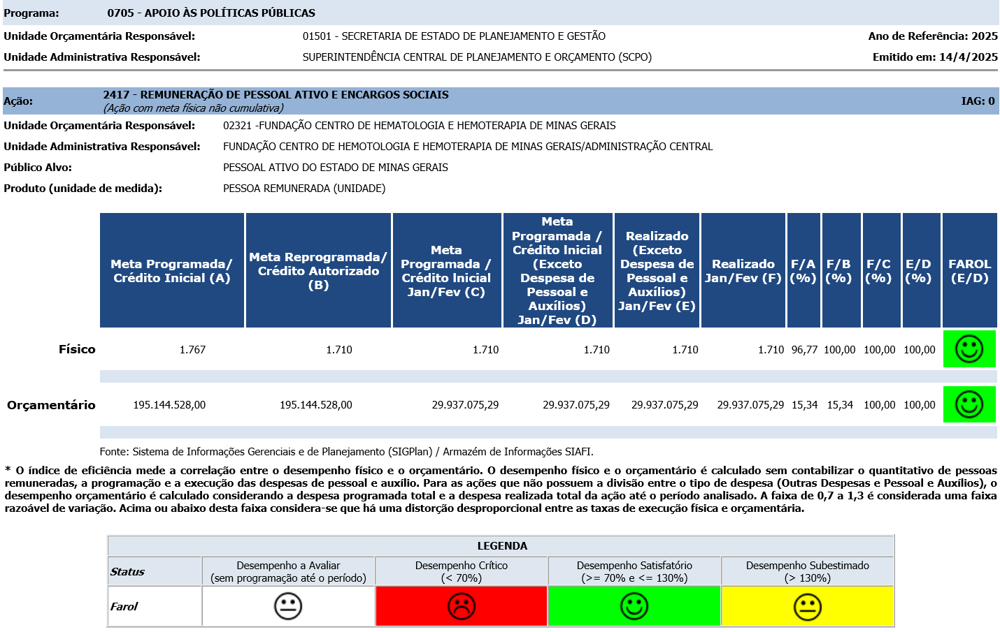 Programa: 0705 - APOIO ÀS POLÍTICAS PÚBLICAS
Unidade Orçamentária Responsável: 01501 - SECRETARIA DE ESTADO DE PLANEJAMENTO E GESTÃO Ano de Referência: 2025
Unidade Administrativa Responsável: SUPERINTENDÊNCIA CENTRAL DE PLANEJAMENTO E ORÇAMENTO (SCPO) Emitido em: 14/4/2025
Ação: 2417 - REMUNERAÇÃO DE PESSOAL ATIVO E ENCARGOS SOCIAIS IAG: 0
(Ação com meta física não cumulativa)
Unidade Orçamentária Responsável: 02321 -FUNDAÇÃO CENTRO DE HEMATOLOGIA E HEMOTERAPIA DE MINAS GERAIS
Unidade Administrativa Responsável: FUNDAÇÃO CENTRO DE HEMOTOLOGIA E HEMOTERAPIA DE MINAS GERAIS/ADMINISTRAÇÃO CENTRAL
Público Alvo: PESSOAL ATIVO DO ESTADO DE MINAS GERAIS
Produto (unidade de medida): PESSOA REMUNERADA (UNIDADE)
Meta Programada/
Crédito Inicial (A)
Meta Reprogramada/
Crédito Autorizado
(B)
Meta
Programada /
Crédito Inicial
Jan/Fev (C)
Meta
Programada /
Crédito Inicial
(Exceto
Despesa de
Pessoal e
Auxílios)
Jan/Fev (D)
Realizado
(Exceto
Despesa de
Pessoal e
Auxílios)
Jan/Fev (E)
Realizado
Jan/Fev (F)
F/A
(%)
F/B
(%)
F/C
(%)
E/D
(%)
FAROL
(E/D)
Físico 1.767 1.710 1.710 1.710 1.710 1.710 96,77 100,00 100,00 100,00
Orçamentário 195.144.528,00 195.144.528,00 29.937.075,29 29.937.075,29 29.937.075,29 29.937.075,29 15,34 15,34 100,00 100,00
Fonte: Sistema de Informações Gerenciais e de Planejamento (SIGPlan) / Armazém de Informações SIAFI.
* O índice de eficiência mede a correlação entre o desempenho físico e o orçamentário. O desempenho físico e o orçamentário é calculado sem contabilizar o quantitativo de pessoas
remuneradas, a programação e a execução das despesas de pessoal e auxílio. Para as ações que não possuem a divisão entre o tipo de despesa (Outras Despesas e Pessoal e Auxílios), o
desempenho orçamentário é calculado considerando a despesa programada total e a despesa realizada total da ação até o período analisado. A faixa de 0,7 a 1,3 é considerada uma faixa
razoável de variação. Acima ou abaixo desta faixa considera-se que há uma distorção desproporcional entre as taxas de execução física e orçamentária.
LEGENDA
Status
Desempenho a Avaliar
(sem programação até o período)
Desempenho Crítico
(< 70%)
Desempenho Satisfatório
(>= 70% e <= 130%)
Desempenho Subestimado
(> 130%)
Farol